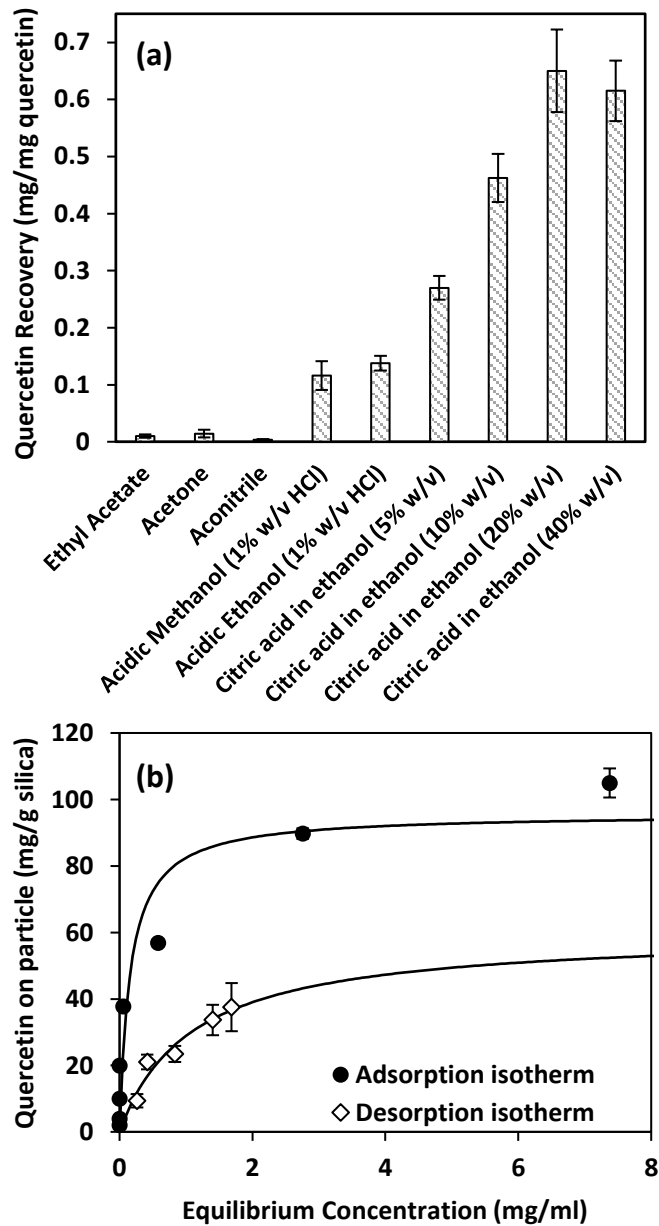 (a)
Quercetin Recovery (mg/mg quercetin)
0.7
0.6
0.5
0.4
0.3
0.2
0.1
0
Ethyl Acetate
Acetone
Aconitrile
Acidic Methanol (1% w/v HCl)
Acidic Ethanol (1% w/v HCl)
Citric acid in ethanol (5% w/v)
Citric acid in ethanol (10% w/v)
Citric acid in ethanol (20% w/v)
Citric acid in ethanol (40% w/v)
(b)
Quercetin on particle (mg/g silica)
120
100
80
60
40
20
0
Adsorption isotherm
Desorption isotherm
0 2 4 6 8
Equilibrium Concentration (mg/ml)